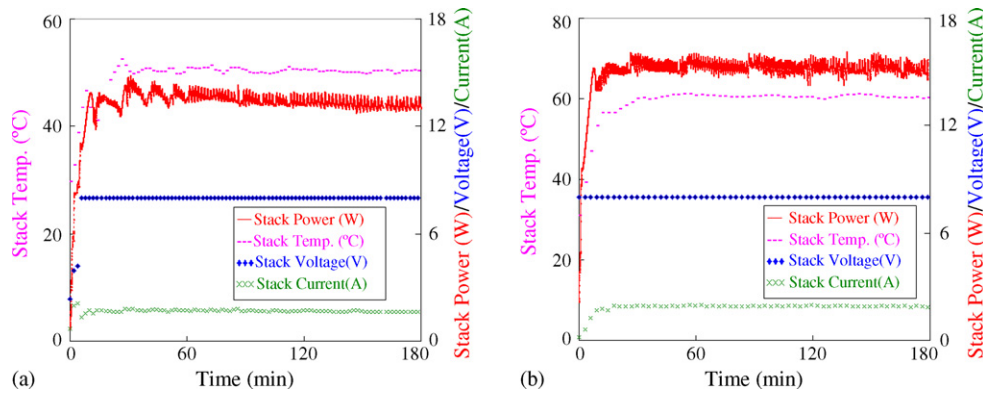 60
40
20
0
Stack Temp. (ºC)
18
12
6
0
Stack Power (W)/Voltage(V)/Current(A)
Stack Power (W)
Stack Temp. (ºC)
Stack Voltage(V)
Stack Current(A)
0
60
120
180
Time (min)
(a)
80
60
40
20
0
Stack Temp. (ºC)
18
12
6
0
Stack Power (W)/Voltage(V)/Current(A)
Stack Power (W)
Stack Temp. (ºC)
Stack Voltage(V)
Stack Current(A)
0
60
120
180
Time (min)
(b)